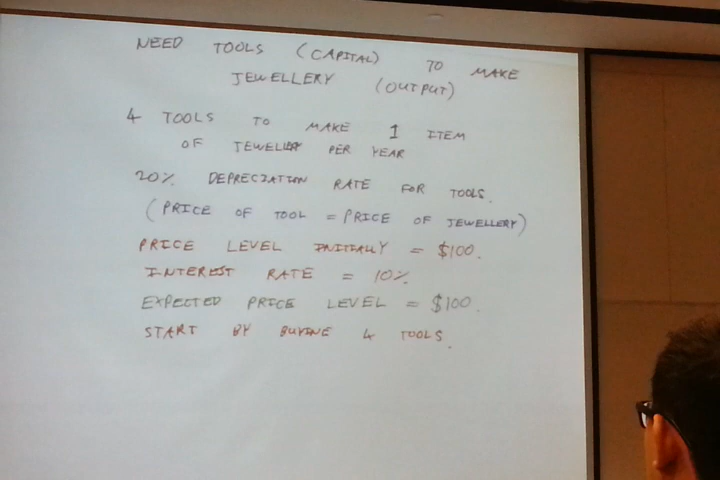 NEED TOOLS (CAPITAL) TO MAKE
JEWELLERY (OUTPUT)
4 TOOLS TO MAKE 1 ITEM
OF JEWELLERY PER YEAR
20% DEPRECIATION RATE FOR TOOLS.
(PRICE OF TOOL = PRICE OF JEWELLERY)
PRICE LEVEL INITIALLY = $100.
INTEREST RATE = 10%.
EXPECTED PRICE LEVEL = $100.
START BY BUYING 4 TOOLS.